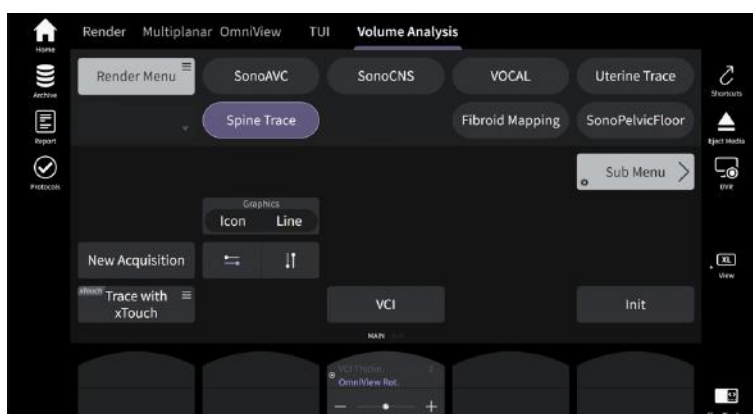 Render Multiplanar OmniView TUI Volume Analysis
Home
Archive
Report
Protocols
Render Menu SonoAVC SonoCNS VOCAL Uterine Trace
Spine Trace Fibroid Mapping SonoPelvicFloor
Shortcuts
Eject Media
DVR
Sub Menu
Graphics
Icon Line
New Acquisition
XL
View
xTouch
Trace with
xTouch
VCI
Init
MAIN
VCI Thickn. 2
OmniView Rot.